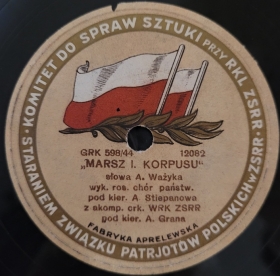 KOMITET DO SPRAW SZTUKI PRZY RKL ZSRR
STARANIEM ZWIĄZKU PATRJOTÓW POLSKICH w ZSRR
GRK 598/44 12082
„MARSZ I. KORPUSU"
słowa A. Ważyka
wyk. ros. chór państw.
pod kier. A Stiepanowa
z akomp. ork. WRK ZSRR
pod kier. A. Grana
FABRYKA APRELEWSKA